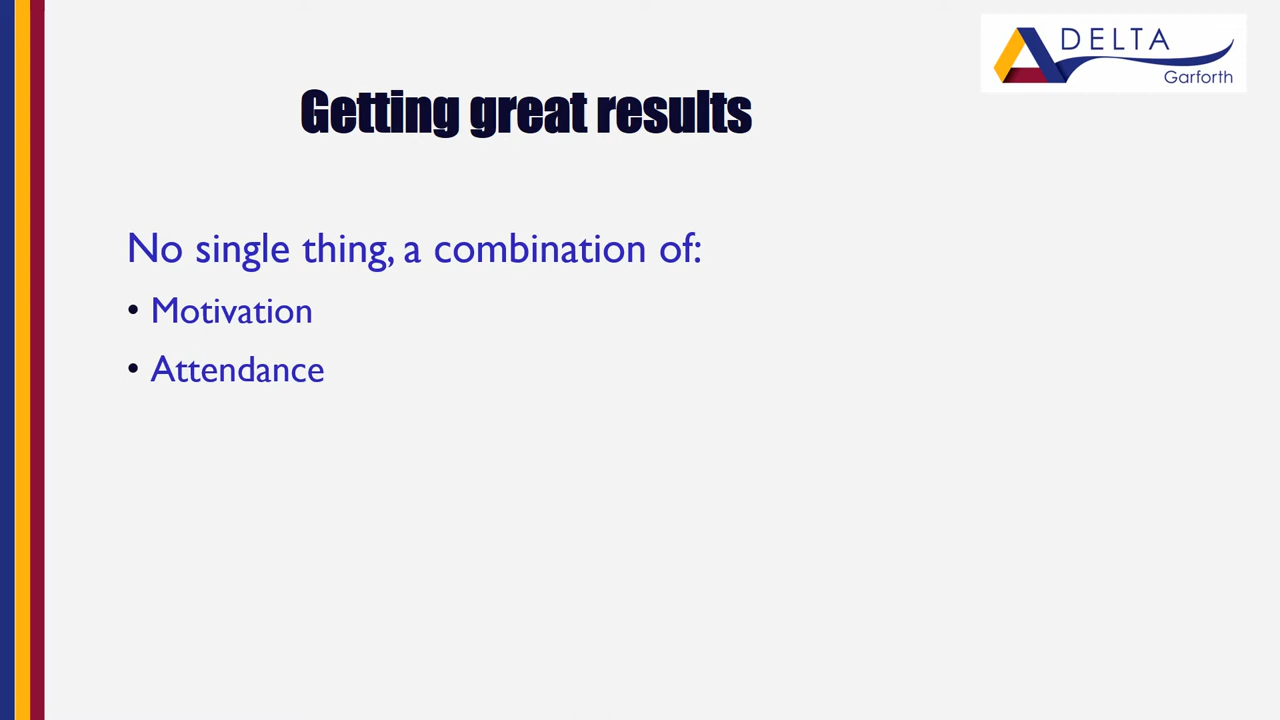 DELTA
Garforth
Getting great results
No single thing, a combination of:
• Motivation
• Attendance